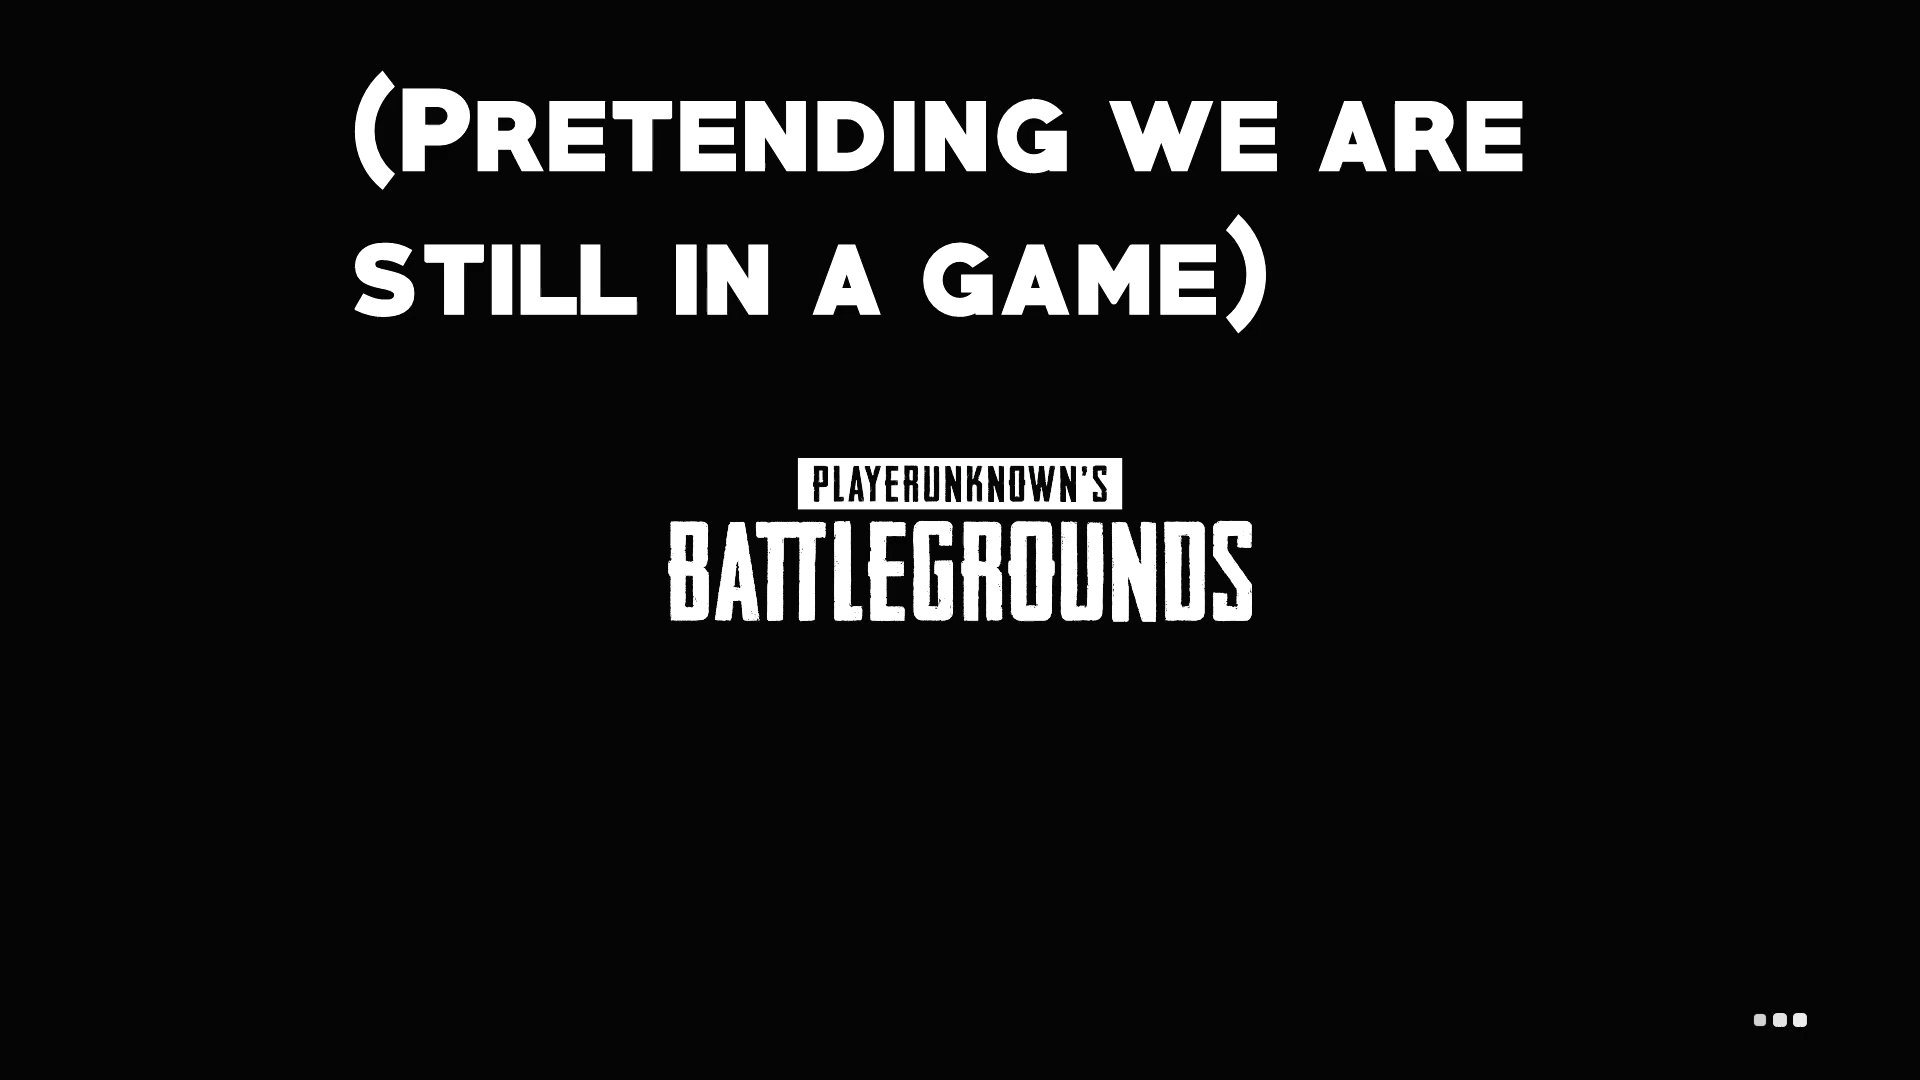 (Pretending we are
still in a game)
PLAYERUNKNOWN'S
BATTLEGROUNDS